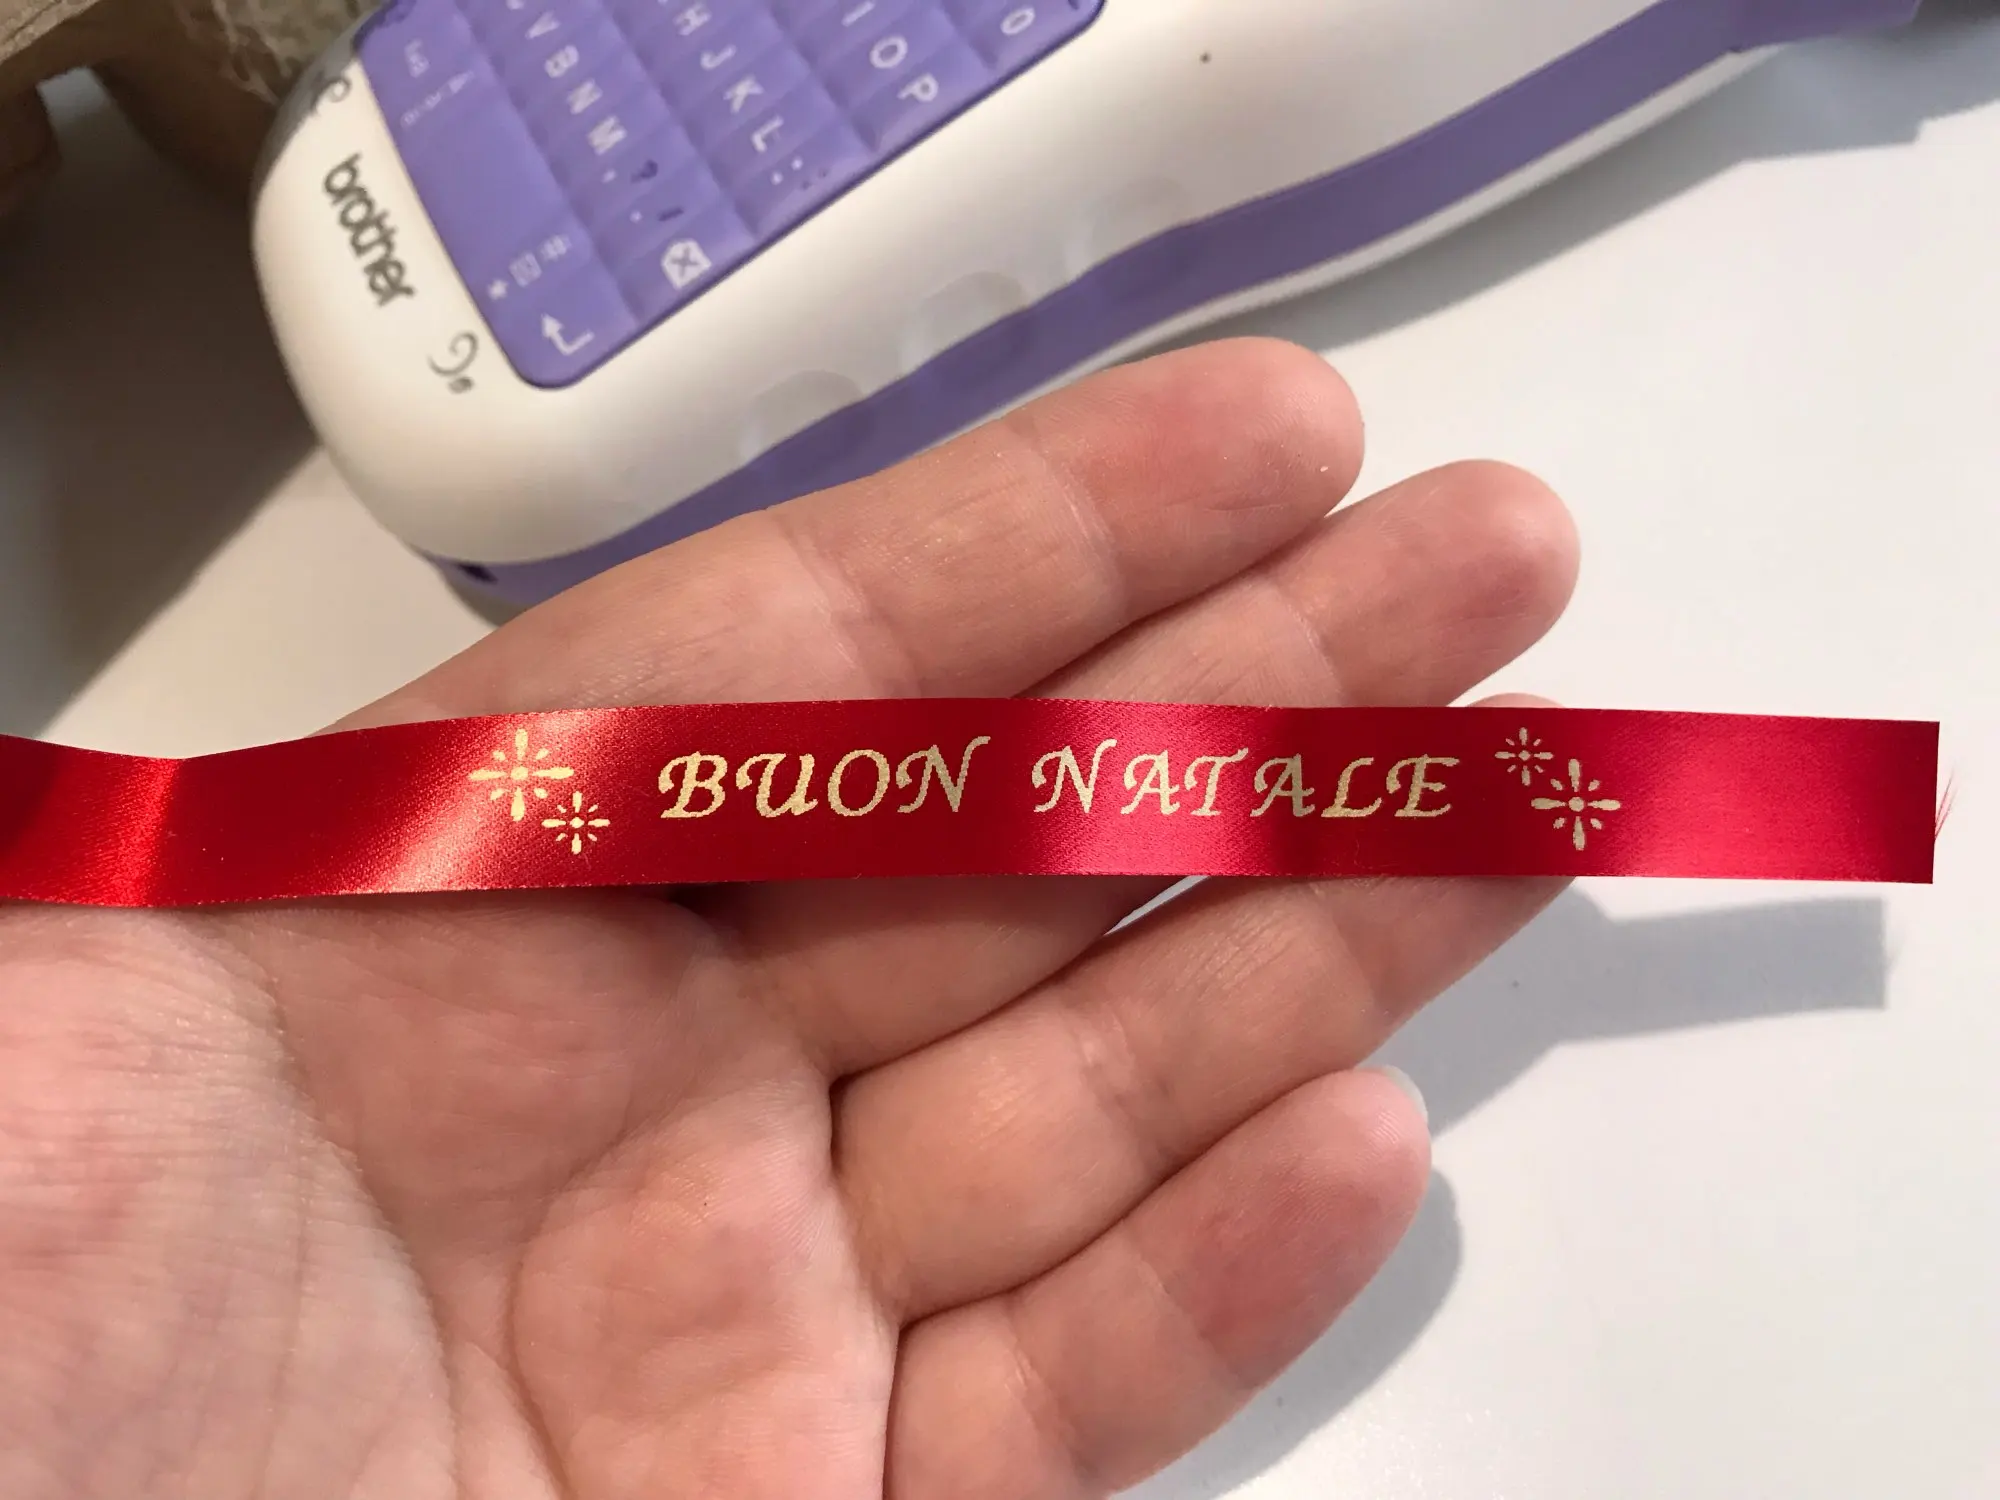 O
I O P
H J K L : ;
V B N M , ? . /
brother
BUON NATALE